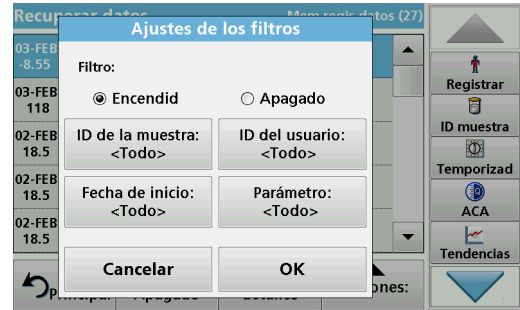 Recuperar datos
Mem regis datos (27)
Ajustes de los filtros
03-FEB
-8.55
Filtro:
03-FEB
118
Encendid
Apagado
02-FEB
18.5
ID de la muestra:
<Todo>
ID del usuario:
<Todo>
02-FEB
18.5
Fecha de inicio:
<Todo>
Parámetro:
<Todo>
02-FEB
18.5
Cancelar
OK
Principal
Apagado
ones:
Registrar
ID muestra
Temporizad
ACA
Tendencias